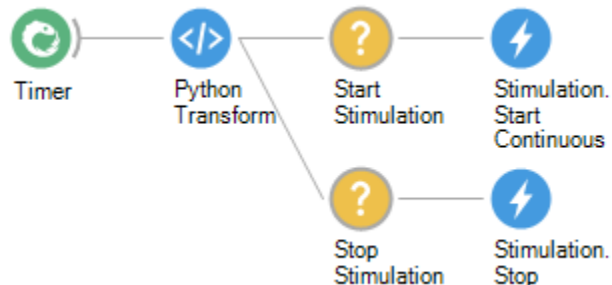 Timer
Python
Transform
Start
Stimulation
Stimulation.
Start
Continuous
Stop
Stimulation
Stimulation.
Stop